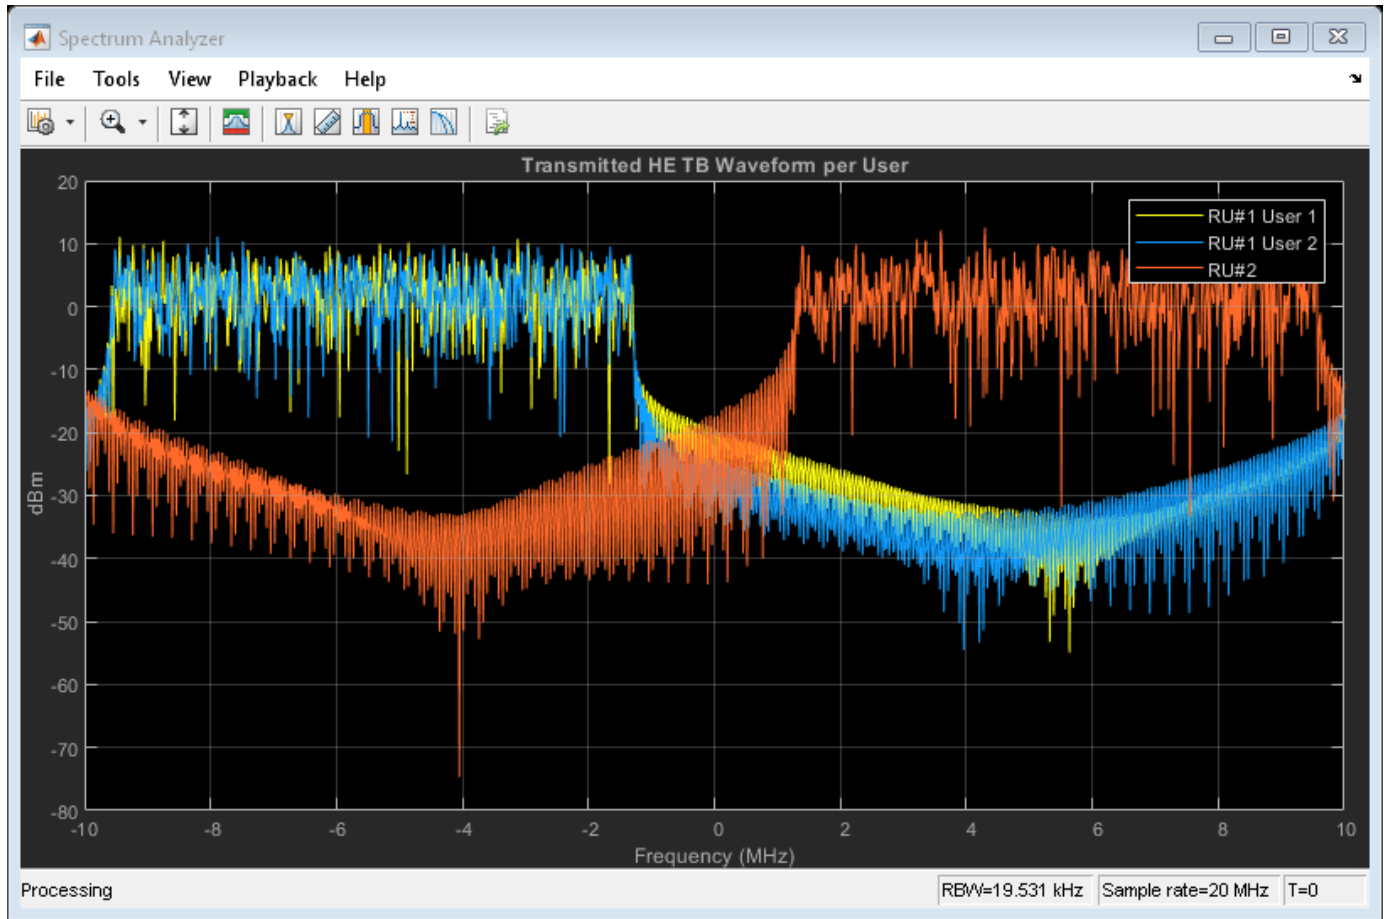 Spectrum Analyzer
File Tools View Playback Help
Transmitted HE TB Waveform per User
RU#1 User 1
RU#1 User 2
RU#2
20
10
0
-10
-20
-30
-40
-50
-60
-70
-80
dBm
-10 -8 -6 -4 -2 0 2 4 6 8 10
Frequency (MHz)
Processing RBW=19.531 kHz Sample rate=20 MHz T=0